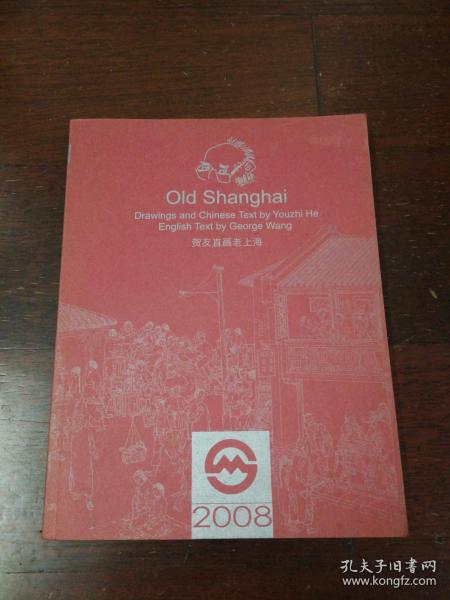 Old Shanghai
Drawings and Chinese Text by Youzhi He
English Text by George Wang
贺友直画老上海
2008
孔夫子旧书网
www.kongfz.com